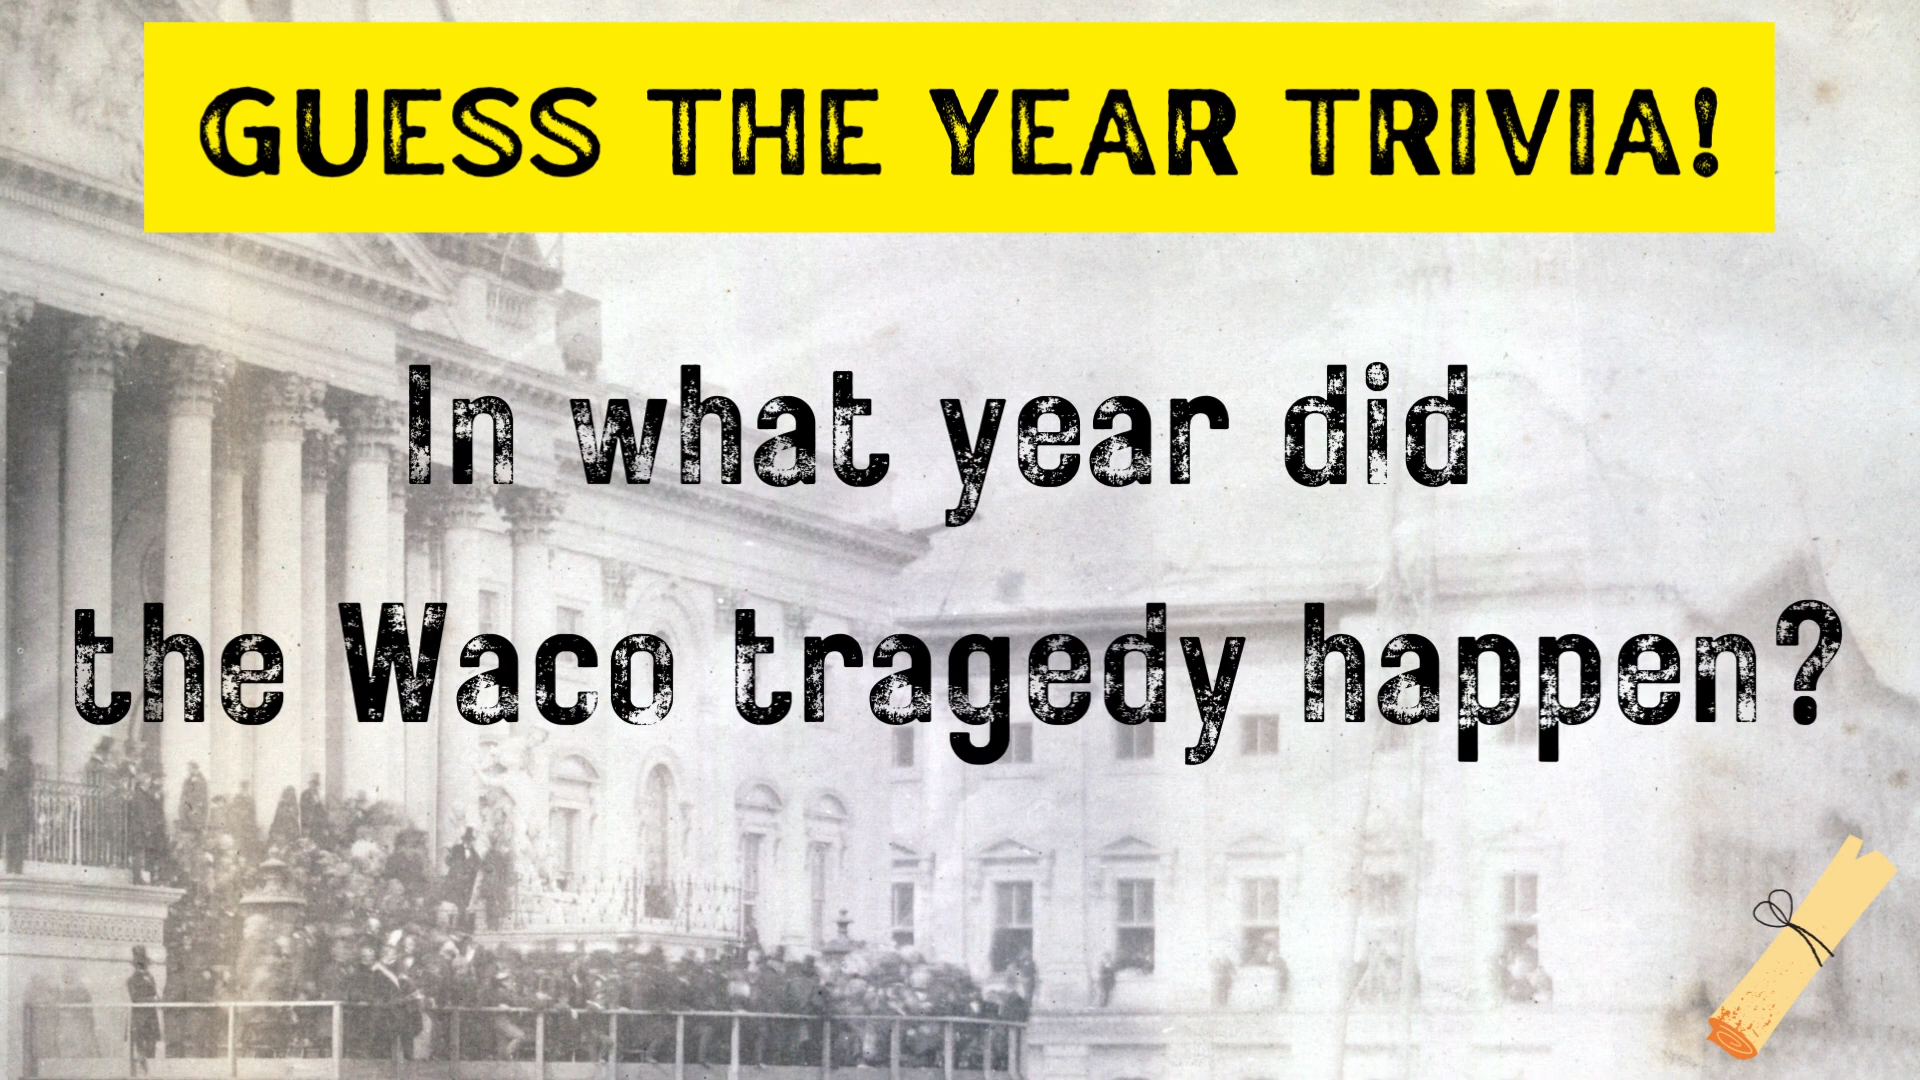 GUESS THE YEAR TRIVIA!
In what year did
the Waco tragedy happen?